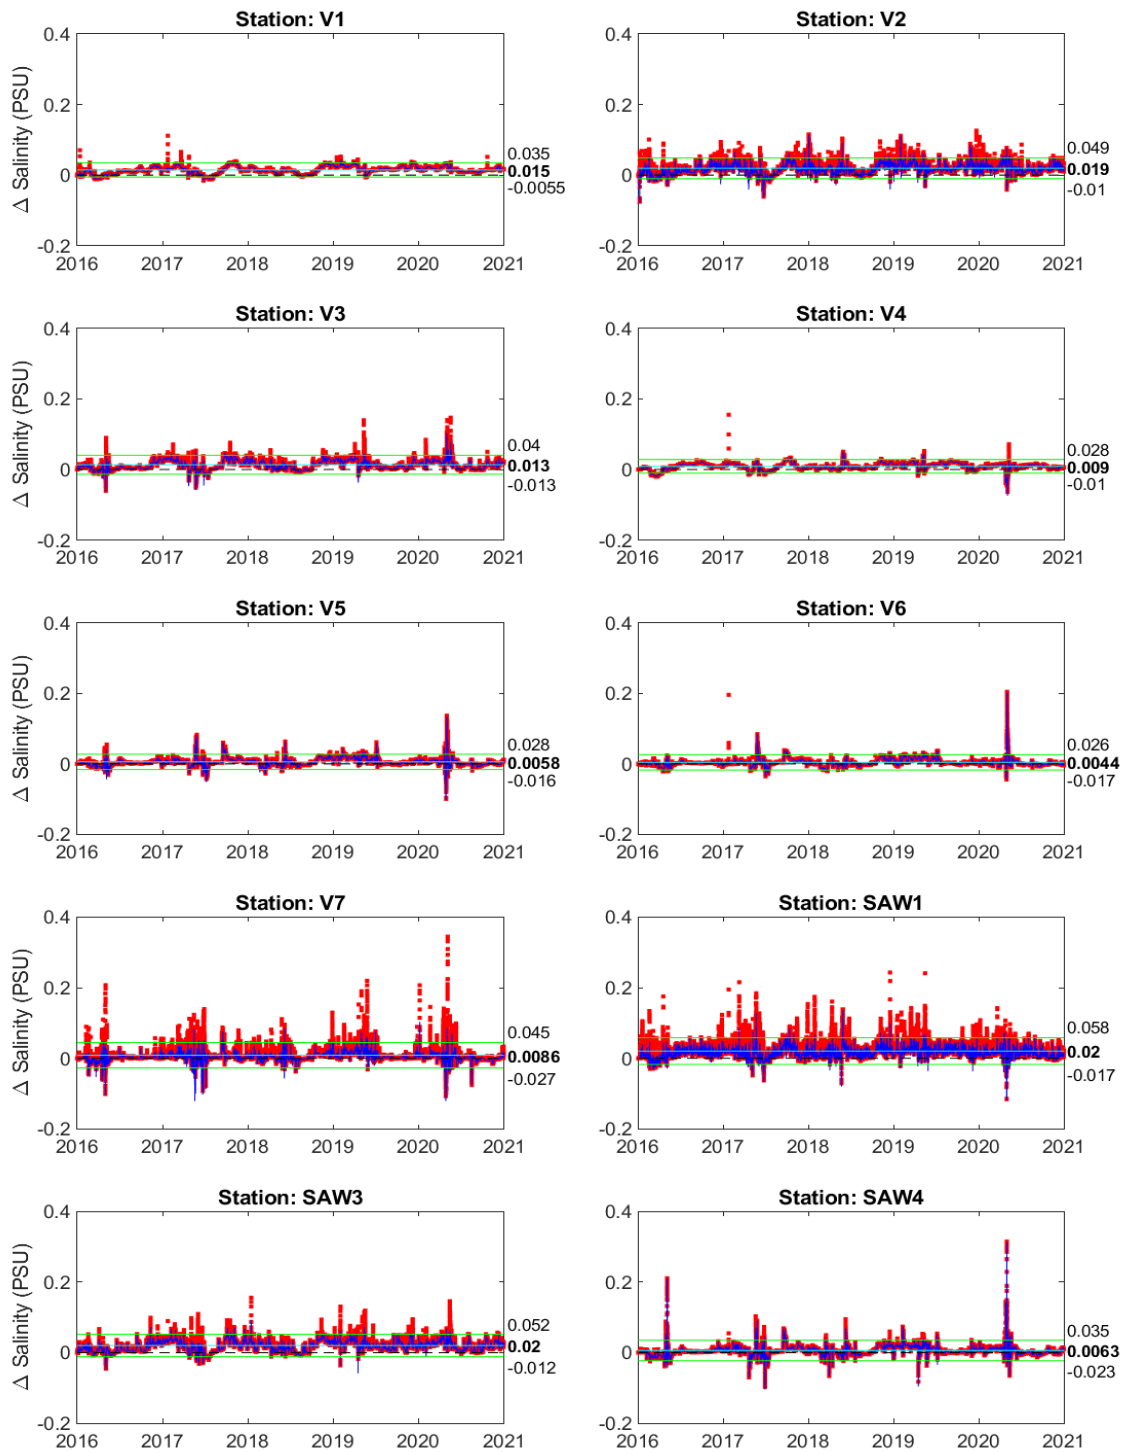 Station: V1
Station: V2
0.4
0.2
0
-0.2
Δ Salinity (PSU)
0.035
0.015
-0.0055
2016 2017 2018 2019 2020 2021
0.4
0.2
0
-0.2
0.049
0.019
-0.01
2016 2017 2018 2019 2020 2021
Station: V3
Station: V4
0.4
0.2
0
-0.2
Δ Salinity (PSU)
0.04
0.013
-0.013
2016 2017 2018 2019 2020 2021
0.4
0.2
0
-0.2
0.028
0.009
-0.01
2016 2017 2018 2019 2020 2021
Station: V5
Station: V6
0.4
0.2
0
-0.2
Δ Salinity (PSU)
0.028
0.0058
-0.016
2016 2017 2018 2019 2020 2021
0.4
0.2
0
-0.2
0.026
0.0044
-0.017
2016 2017 2018 2019 2020 2021
Station: V7
Station: SAW1
0.4
0.2
0
-0.2
Δ Salinity (PSU)
0.045
0.0086
-0.027
2016 2017 2018 2019 2020 2021
0.4
0.2
0
-0.2
0.058
0.02
-0.017
2016 2017 2018 2019 2020 2021
Station: SAW3
Station: SAW4
0.4
0.2
0
-0.2
Δ Salinity (PSU)
0.052
0.02
-0.012
2016 2017 2018 2019 2020 2021
0.4
0.2
0
-0.2
0.035
0.0063
-0.023
2016 2017 2018 2019 2020 2021